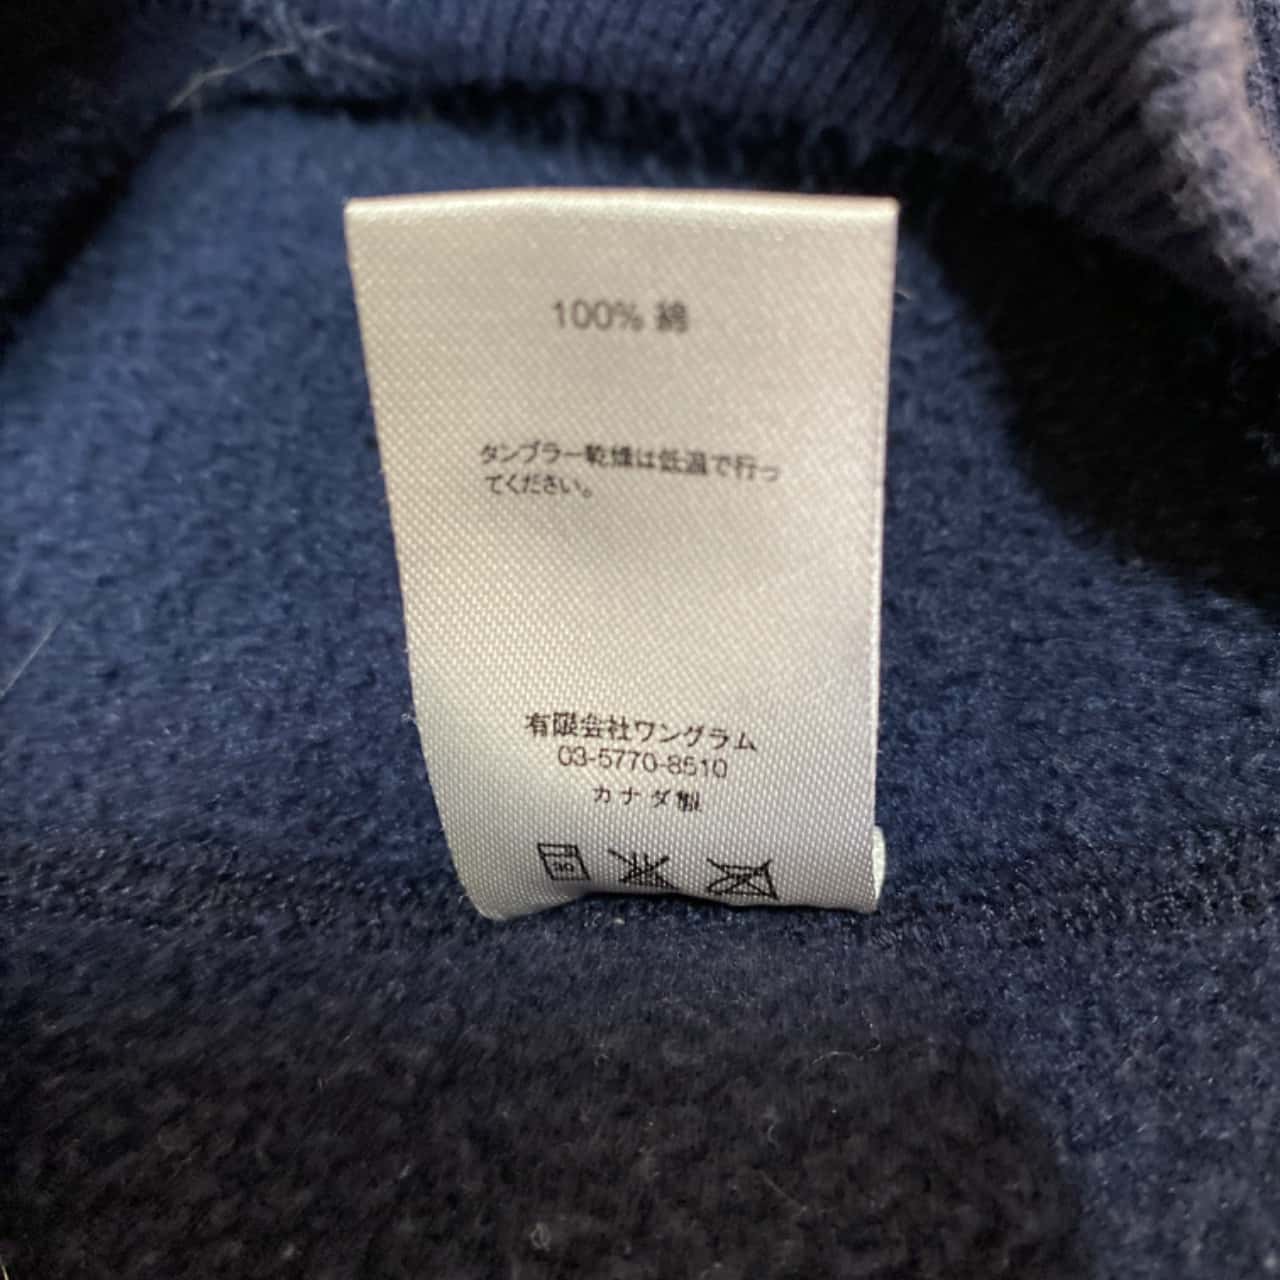 100% 綿
タンブラー乾燥は低温で行っ
てください。
有限会社ワングラム
03-5770-8510
カナダ製